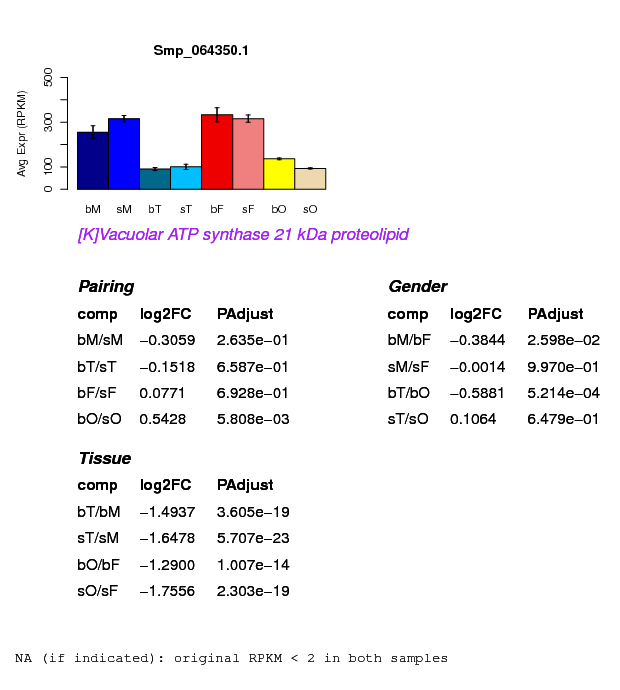 Smp_064350.1
Avg Expr (RPKM)
500
300
100
0
bM sM bT sT bF sF bO sO
[K]Vacuolar ATP synthase 21 kDa proteolipid
Pairing
comp log2FC PAdjust
bM/sM −0.3059 2.635e−01
bT/sT −0.1518 6.587e−01
bF/sF 0.0771 6.928e−01
bO/sO 0.5428 5.808e−03
Gender
comp log2FC PAdjust
bM/bF −0.3844 2.598e−02
sM/sF −0.0014 9.970e−01
bT/bO −0.5881 5.214e−04
sT/sO 0.1064 6.479e−01
Tissue
comp log2FC PAdjust
bT/bM −1.4937 3.605e−19
sT/sM −1.6478 5.707e−23
bO/bF −1.2900 1.007e−14
sO/sF −1.7556 2.303e−19
NA (if indicated): original RPKM < 2 in both samples